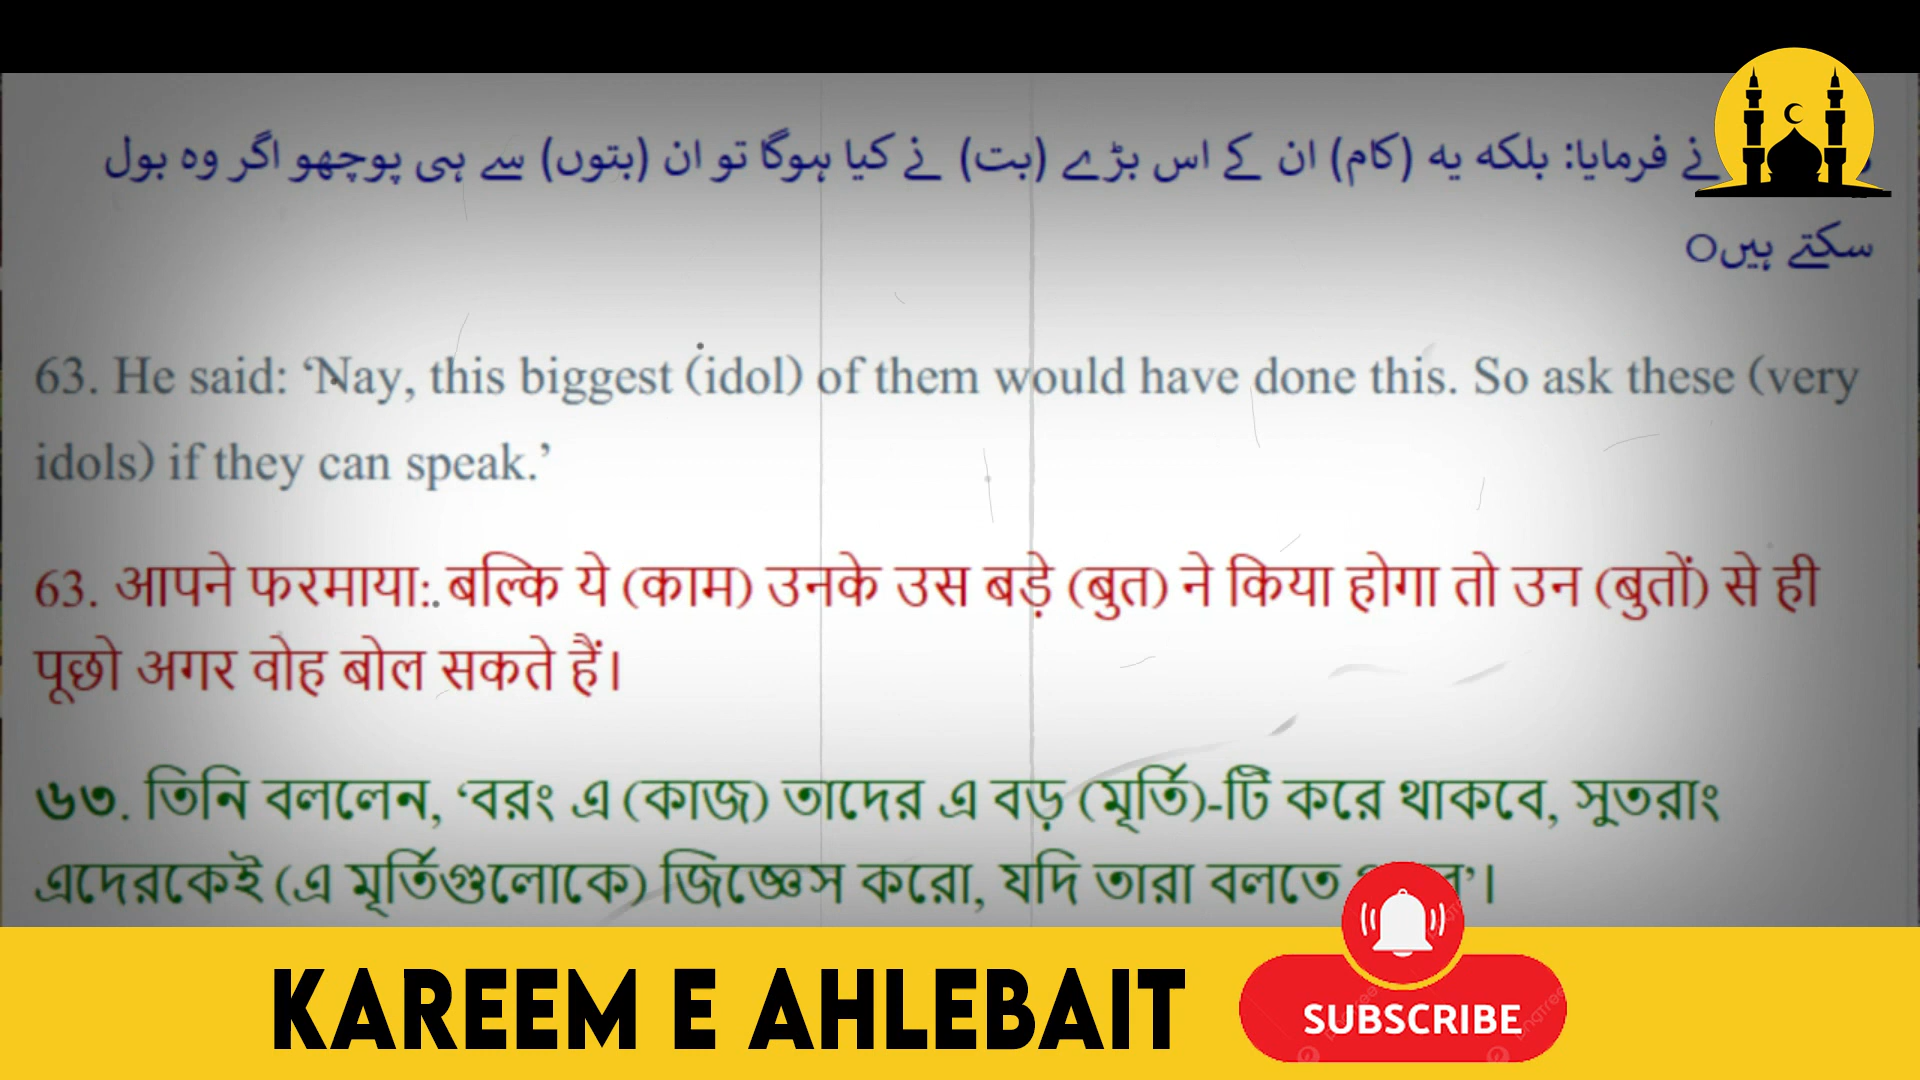 نے فرمایا: بلکہ یہ (کام) ان کے اس بڑے (بت) نے کیا ہوگا تو ان (بتوں) سے ہی پوچھو اگر وہ بول
سکتے ہیں○
63. He said: ‘Nay, this biggest (idol) of them would have done this. So ask these (very
idols) if they can speak.’
63. आपने फरमाया: बल्कि ये (काम) उनके उस बड़े (बुत) ने किया होगा तो उन (बुतों) से ही
पूछो अगर वोह बोल सकते हैं।
৬৩. তিনি বললেন, ‘বরং এ (কাজ) তাদের এ বড় (মূর্তি)-টি করে থাকবে, সুতরাং
এদেরকেই (এ মূর্তিগুলোকে) জিজ্ঞেস করো, যদি তারা বলতে
KAREEM E AHLEBAIT
SUBSCRIBE